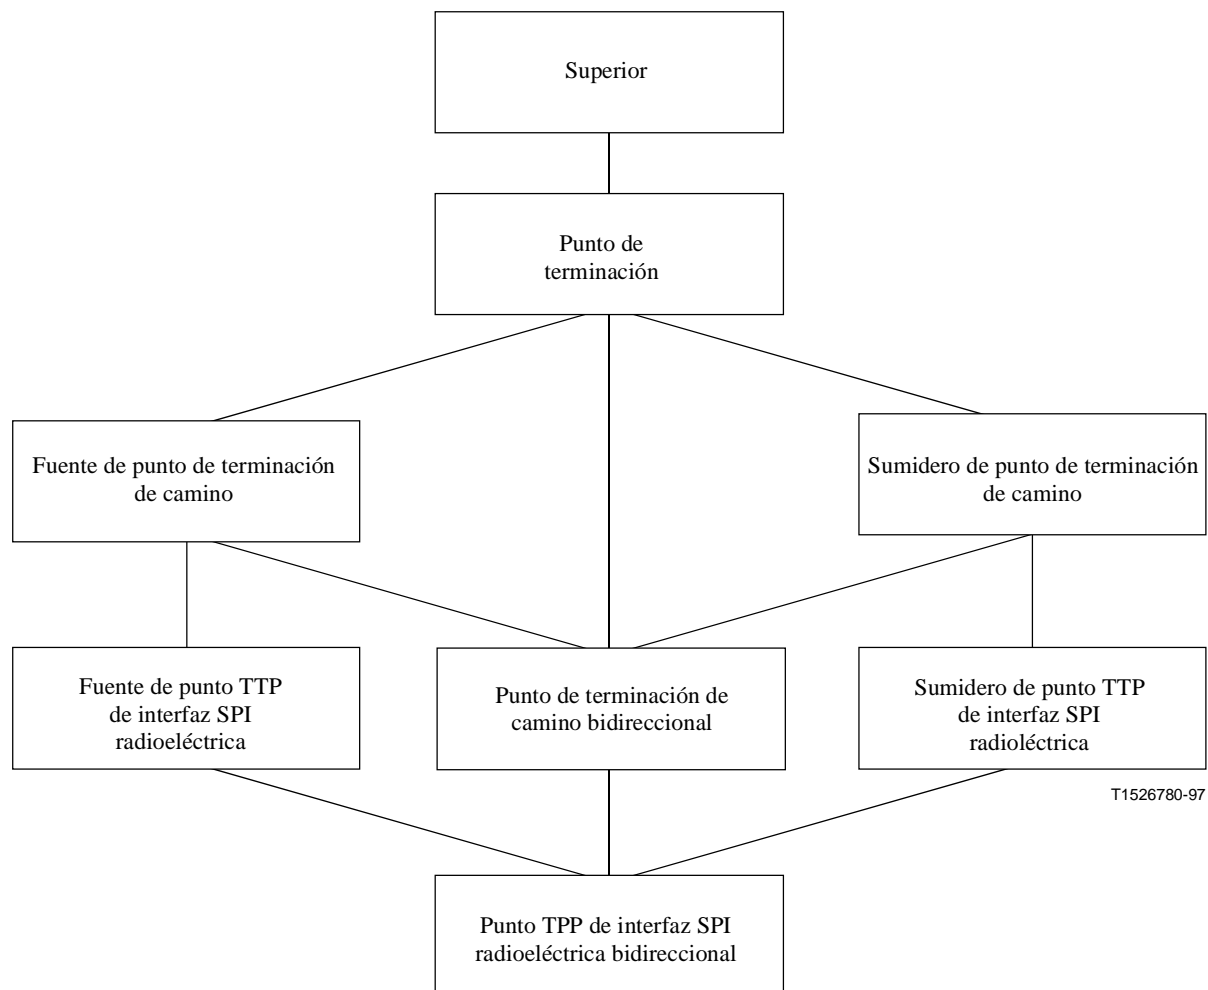 Superior
Punto de
terminación
Fuente de punto de terminación
de camino
Sumidero de punto de terminación
de camino
Fuente de punto TTP
de interfaz SPI
radioeléctrica
Punto de terminación de
camino bidireccional
Sumidero de punto TTP
de interfaz SPI
radioléctrica
T1526780-97
Punto TPP de interfaz SPI
radioeléctrica bidireccional